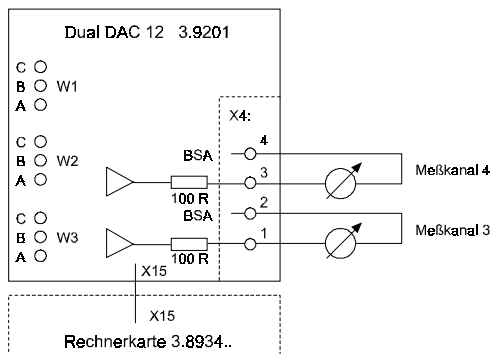 Dual DAC 12 3.9201
C
B W1
A
X4:
C
B W2
A
BSA 4
100 R 3
Meßkanal 4
C
B W3
A
BSA 2
100 R 1
Meßkanal 3
X15
X15
Rechnerkarte 3.8934..